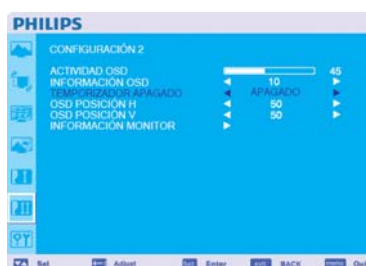 PHILIPS
CONFIGURACIÓN 2
ACTIVIDAD OSD 45
INFORMACIÓN OSD 10
TEMPORIZADOR APAGADO APAGADO
OSD POSICIÓN H 50
OSD POSICIÓN V 50
INFORMACIÓN MONITOR
Sel Adjust Enter BACK Qui